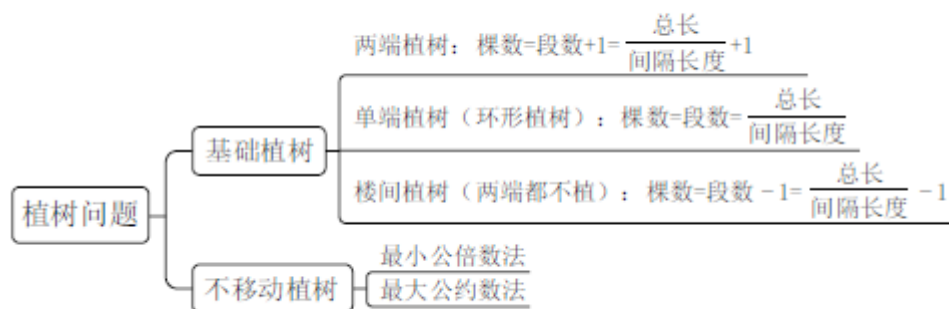 植树问题
基础植树
两端植树：棵数=段数+1=总长/间隔长度+1
单端植树（环形植树）：棵数=段数=总长/间隔长度
楼间植树（两端都不植）：棵数=段数－1=总长/间隔长度－1
不移动植树
最小公倍数法
最大公约数法